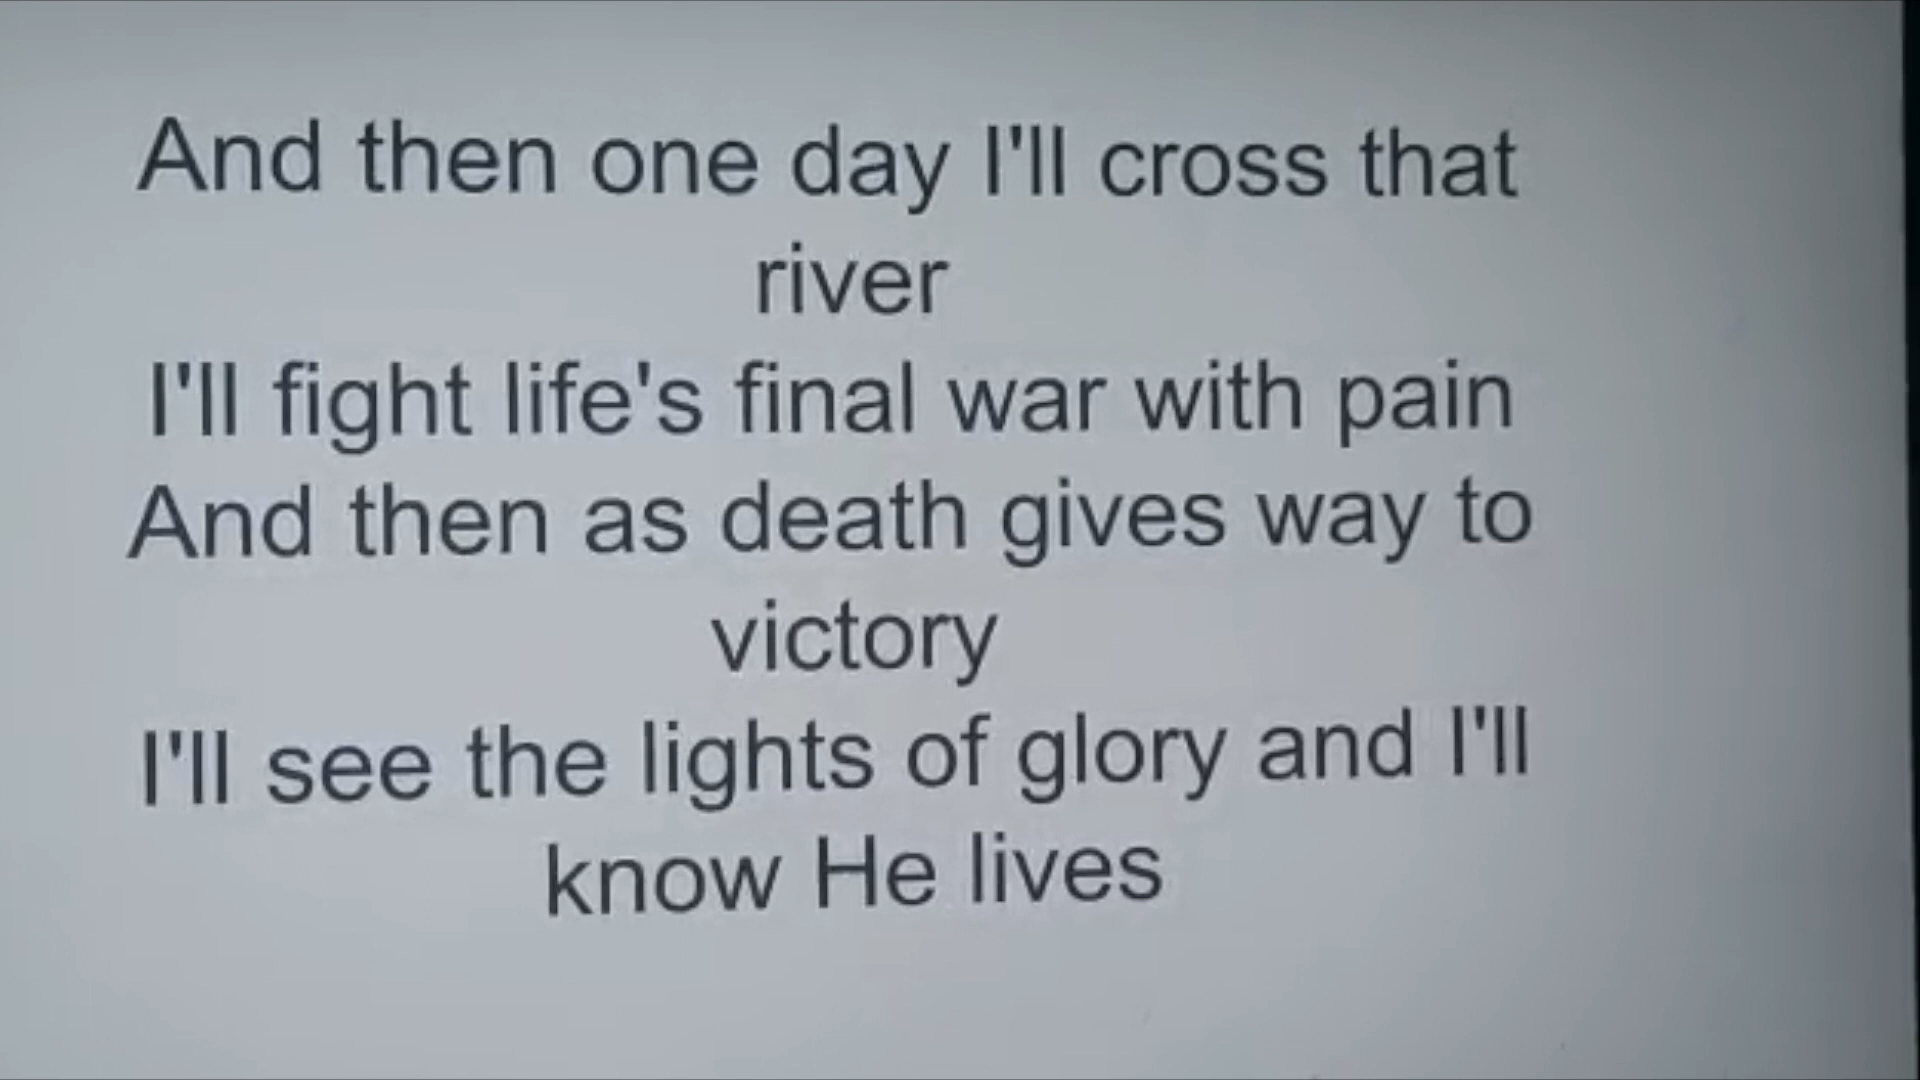 And then one day I'll cross that
river
I'll fight life's final war with pain
And then as death gives way to
victory
I'll see the lights of glory and I'll
know He lives